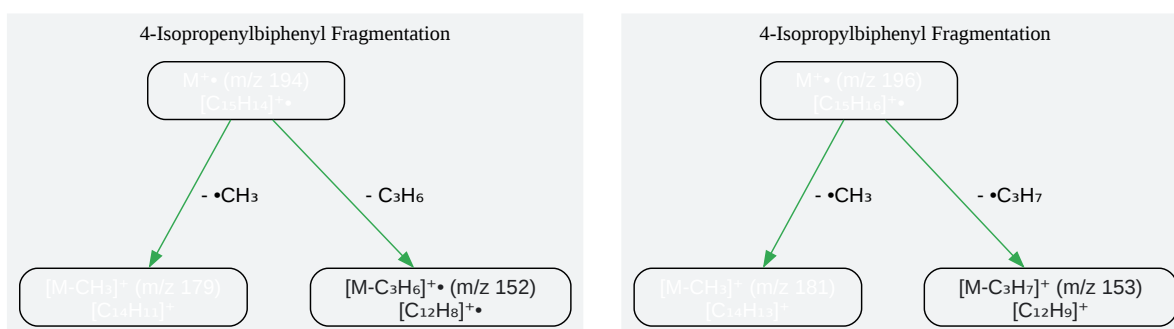 4-Isopropenylbiphenyl Fragmentation
M⁺• (m/z 194)
[C₁₅H₁₄]⁺•
- •CH₃
- C₃H₆
[M-CH₃]⁺ (m/z 179)
[C₁₄H₁₁]⁺
[M-C₃H₆]⁺• (m/z 152)
[C₁₂H₈]⁺•
4-Isopropylbiphenyl Fragmentation
M⁺• (m/z 196)
[C₁₅H₁₆]⁺•
- •CH₃
- •C₃H₇
[M-CH₃]⁺ (m/z 181)
[C₁₄H₁₃]⁺
[M-C₃H₇]⁺ (m/z 153)
[C₁₂H₉]⁺